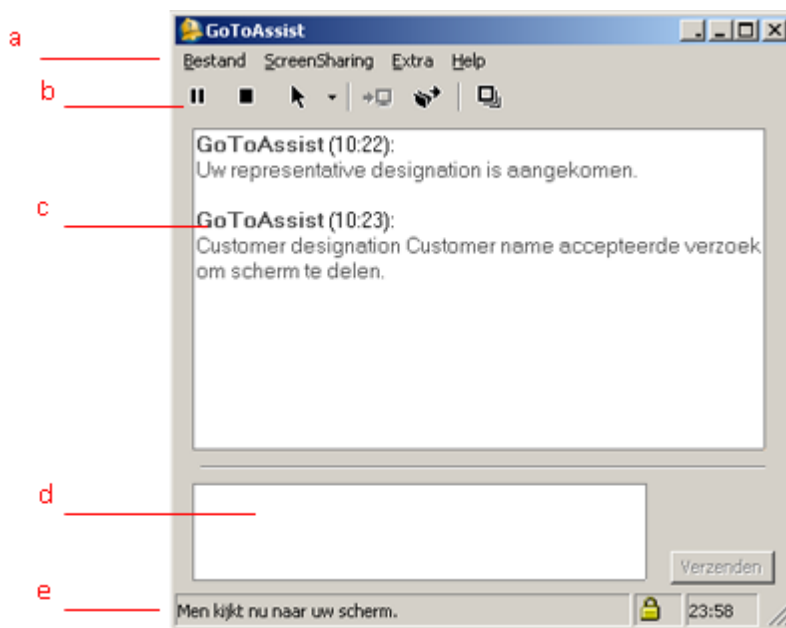 GoToAssist
a
Bestand ScreenSharing Extra Help
b
GoToAssist (10:22):
Uw representative designation is aangekomen.
c
GoToAssist (10:23):
Customer designation Customer name accepteerde verzoek
om scherm te delen.
d
Verzenden
e
Men kijkt nu naar uw scherm.
23:58